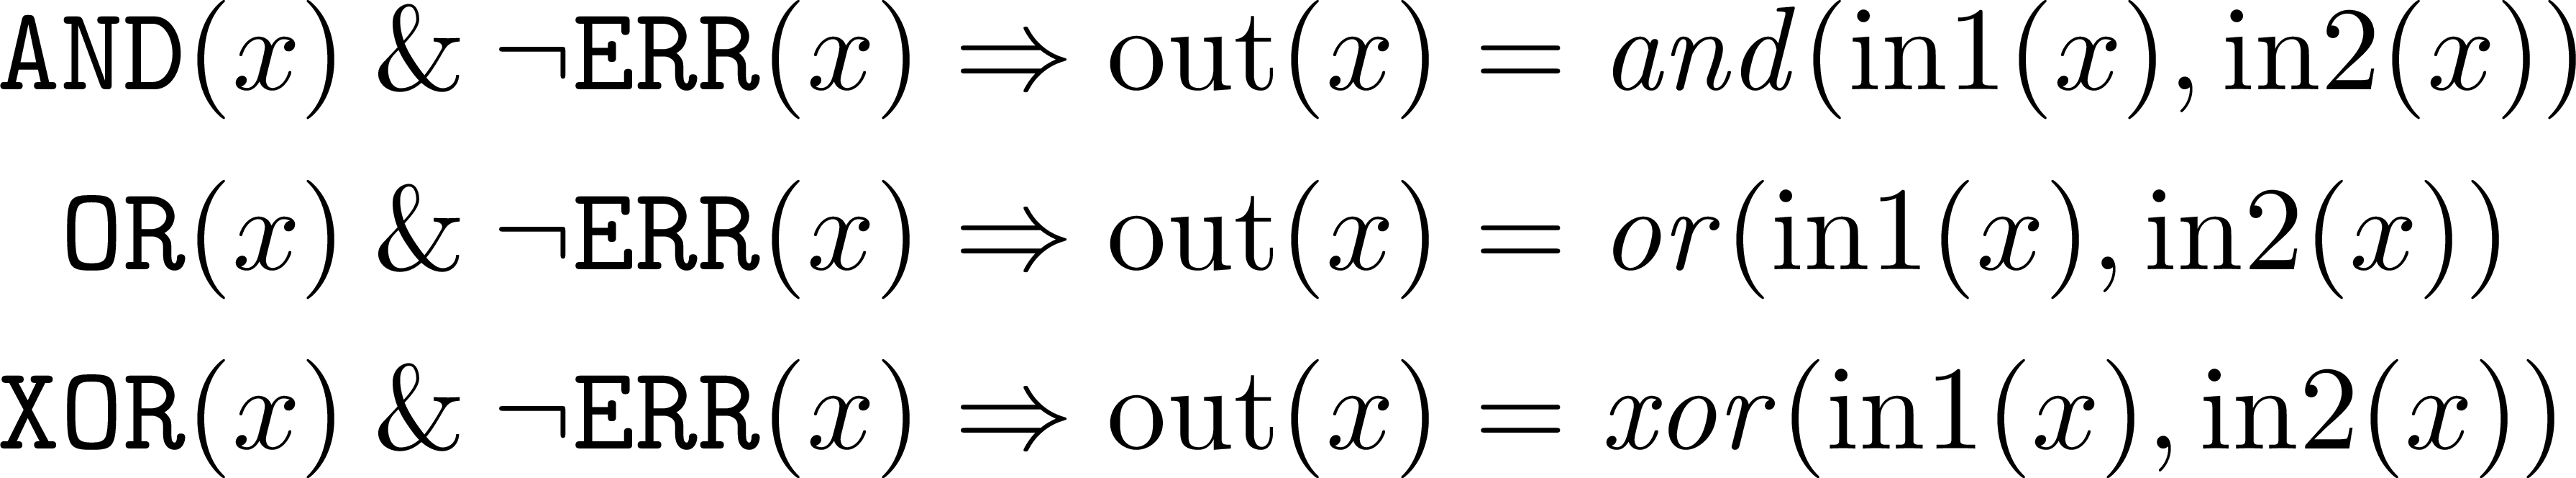 AND(x) & ¬ERR(x) ⇒ out(x) = and(in1(x), in2(x))
OR(x) & ¬ERR(x) ⇒ out(x) = or(in1(x), in2(x))
XOR(x) & ¬ERR(x) ⇒ out(x) = xor(in1(x), in2(x))